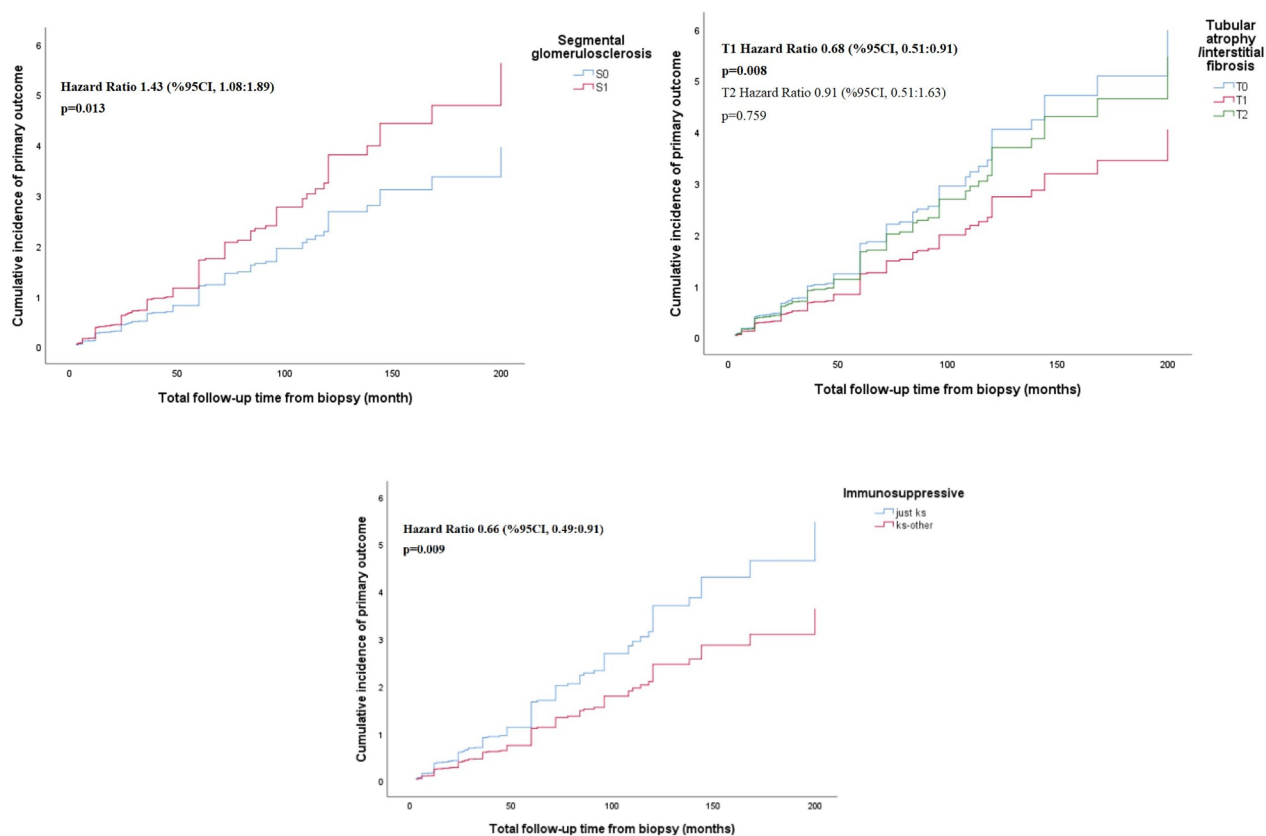 Segmental
glomerulosclerosis
S0
S1
Hazard Ratio 1.43 (%95CI, 1.08:1.89)
p=0.013
Cumulative incidence of primary outcome
6
5
4
3
2
1
0
0 50 100 150 200
Total follow-up time from biopsy (month)
Tubular
atrophy
/interstitial
fibrosis
T0
T1
T2
T1 Hazard Ratio 0.68 (%95CI, 0.51:0.91)
p=0.008
T2 Hazard Ratio 0.91 (%95CI, 0.51:1.63)
p=0.759
Cumulative incidence of primary outcome
6
5
4
3
2
1
0
0 50 100 150 200
Total follow-up time from biopsy (months)
Immunosuppressive
just ks
ks-other
Hazard Ratio 0.66 (%95CI, 0.49:0.91)
p=0.009
Cumulative incidence of primary outcome
6
5
4
3
2
1
0
0 50 100 150 200
Total follow-up time from biopsy (months)